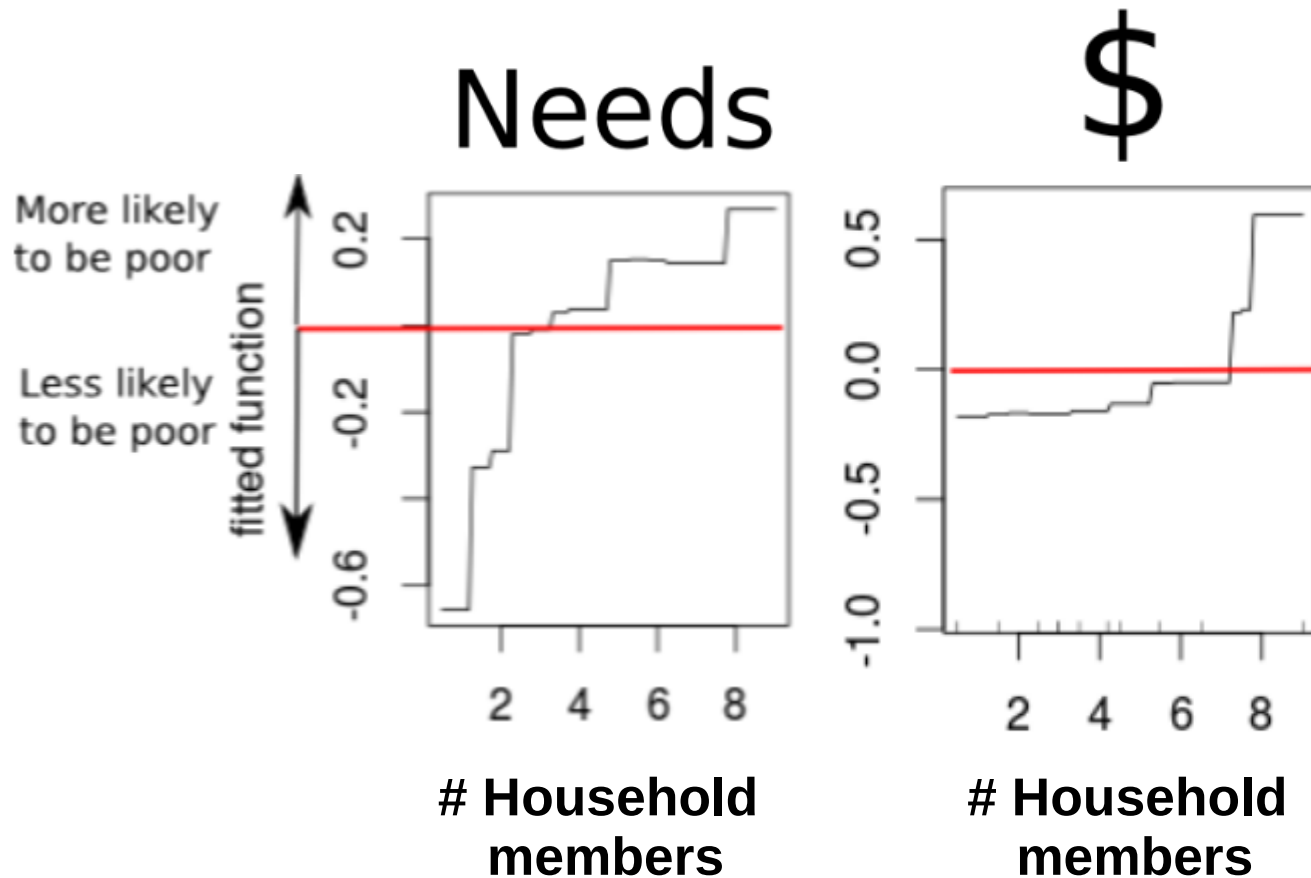 Needs
$
More likely
to be poor
Less likely
to be poor
fitted function
0.2
-0.2
-0.6
2 4 6 8
# Household
members
0.5
0.0
-0.5
-1.0
2 4 6 8
# Household
members